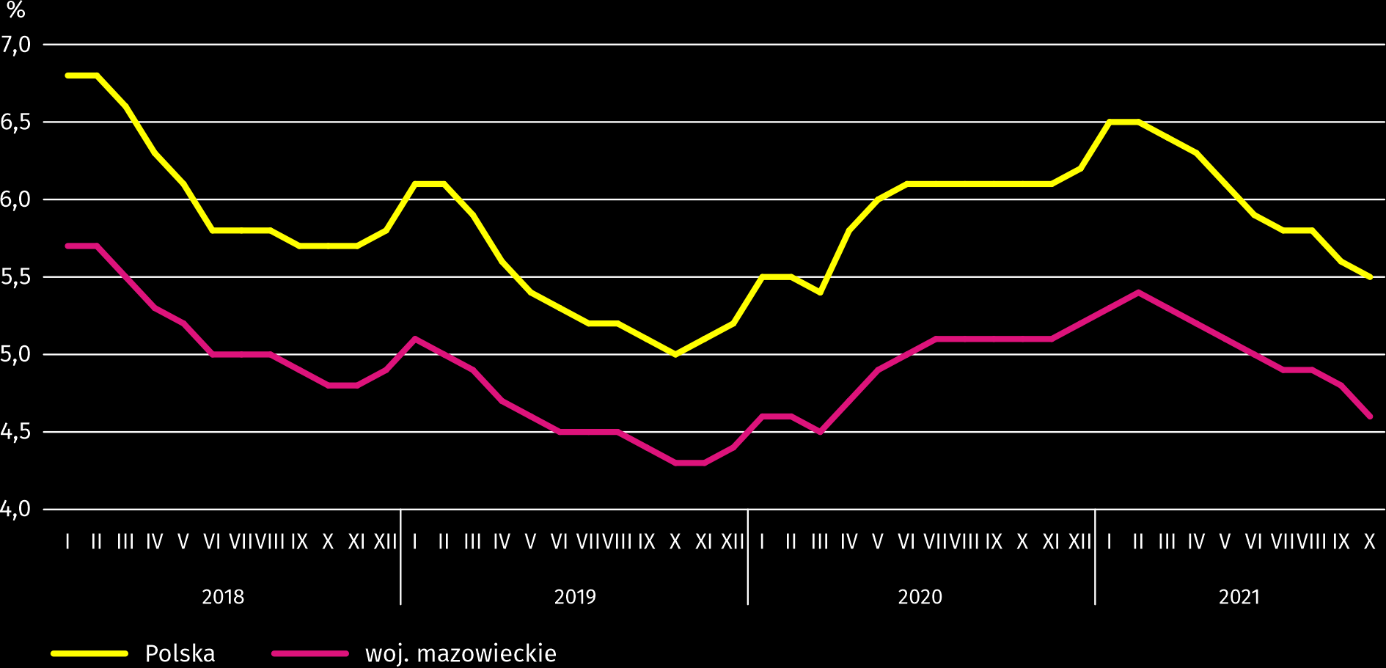 %
7,0
6,5
6,0
5,5
5,0
4,5
4,0
I II III IV V VI VII VIII IX X XI XII I II III IV V VI VII VIII IX X XI XII I II III IV V VI VII VIII IX X XI XII I II III IV V VI VII VIII IX X
2018 2019 2020 2021
Polska woj. mazowieckie